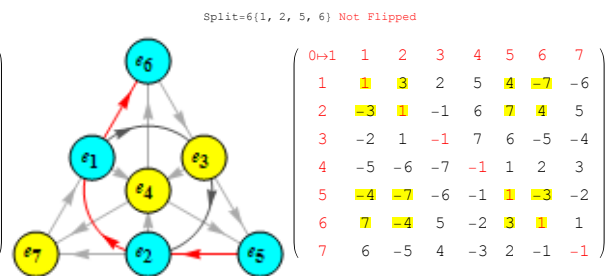 Split=6{1, 2, 5, 6} Not Flipped
e6
e1
e3
e4
e7
e2
e5
0↦1 1 2 3 4 5 6 7
1 1 3 2 5 4 -7 -6
2 -3 1 -1 6 7 4 5
3 -2 1 -1 7 6 -5 -4
4 -5 -6 -7 -1 1 2 3
5 -4 -7 -6 -1 1 -3 -2
6 7 -4 5 -2 3 1 1
7 6 -5 4 -3 2 -1 -1